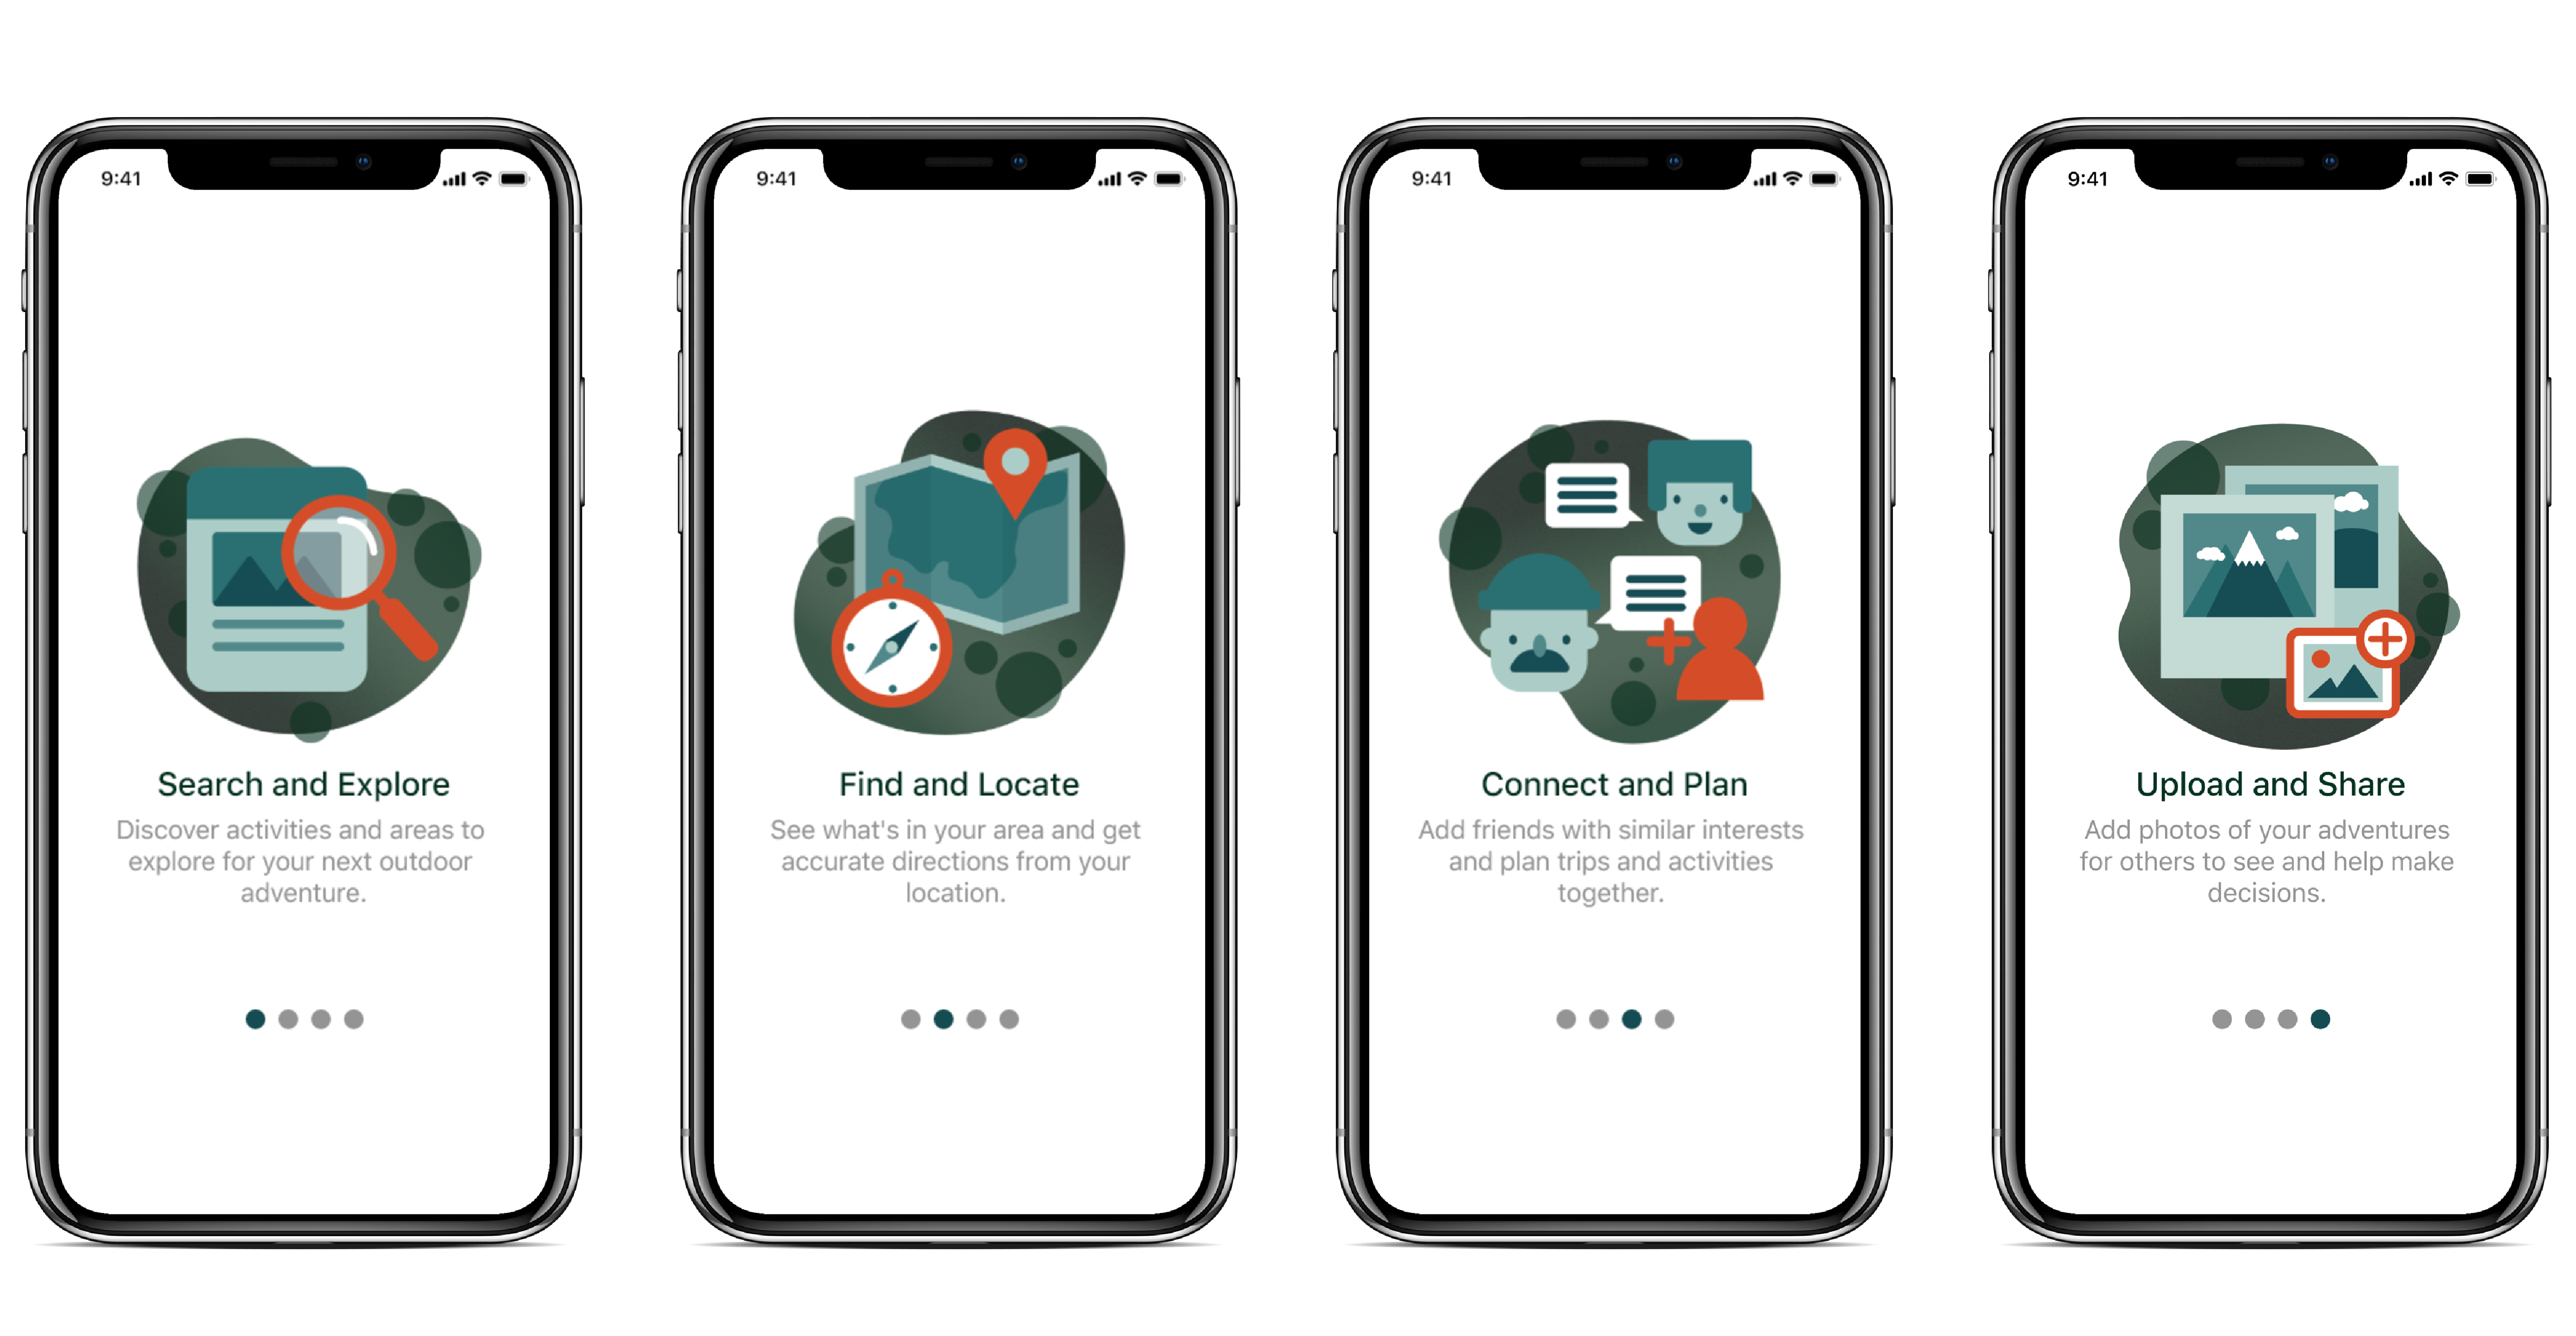 9:41
Search and Explore
Discover activities and areas to
explore for your next outdoor
adventure.
9:41
Find and Locate
See what's in your area and get
accurate directions from your
location.
9:41
Connect and Plan
Add friends with similar interests
and plan trips and activities
together.
9:41
Upload and Share
Add photos of your adventures
for others to see and help make
decisions.